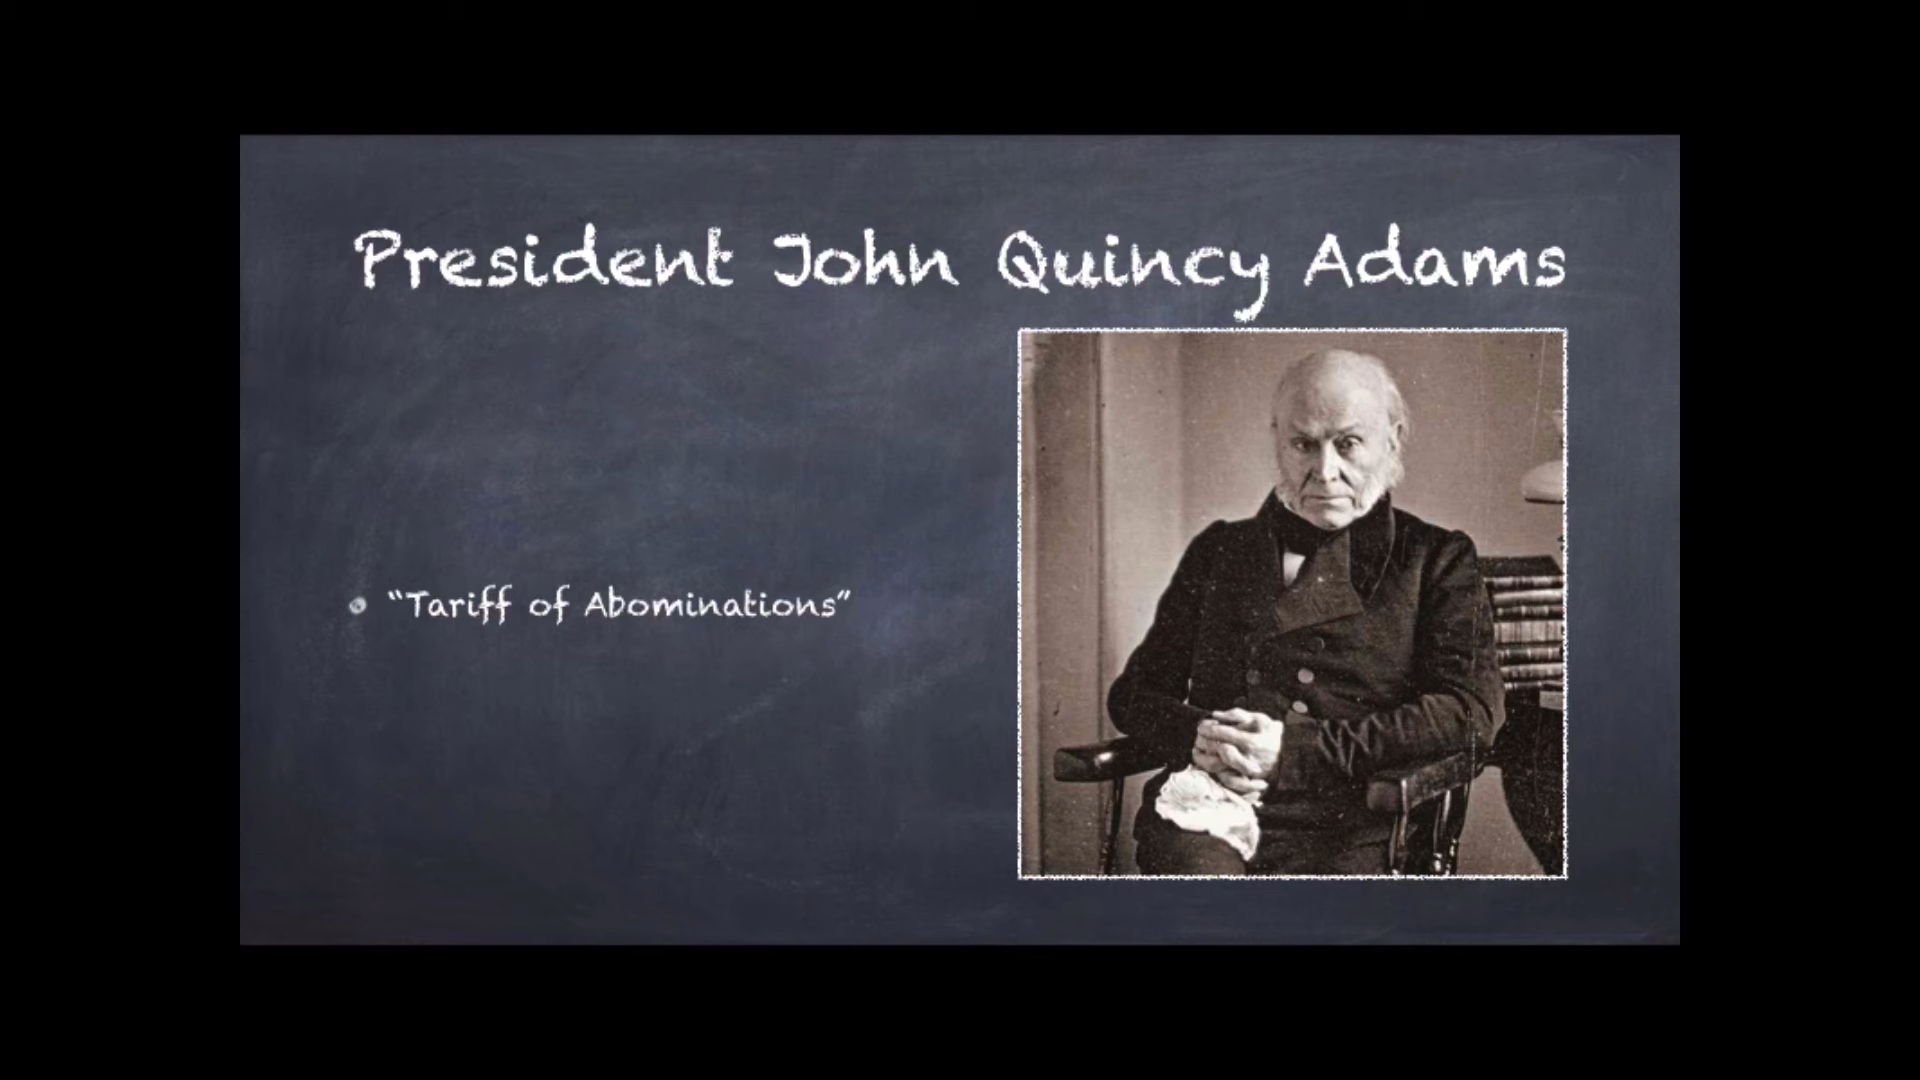 President John Quincy Adams
“Tariff of Abominations”